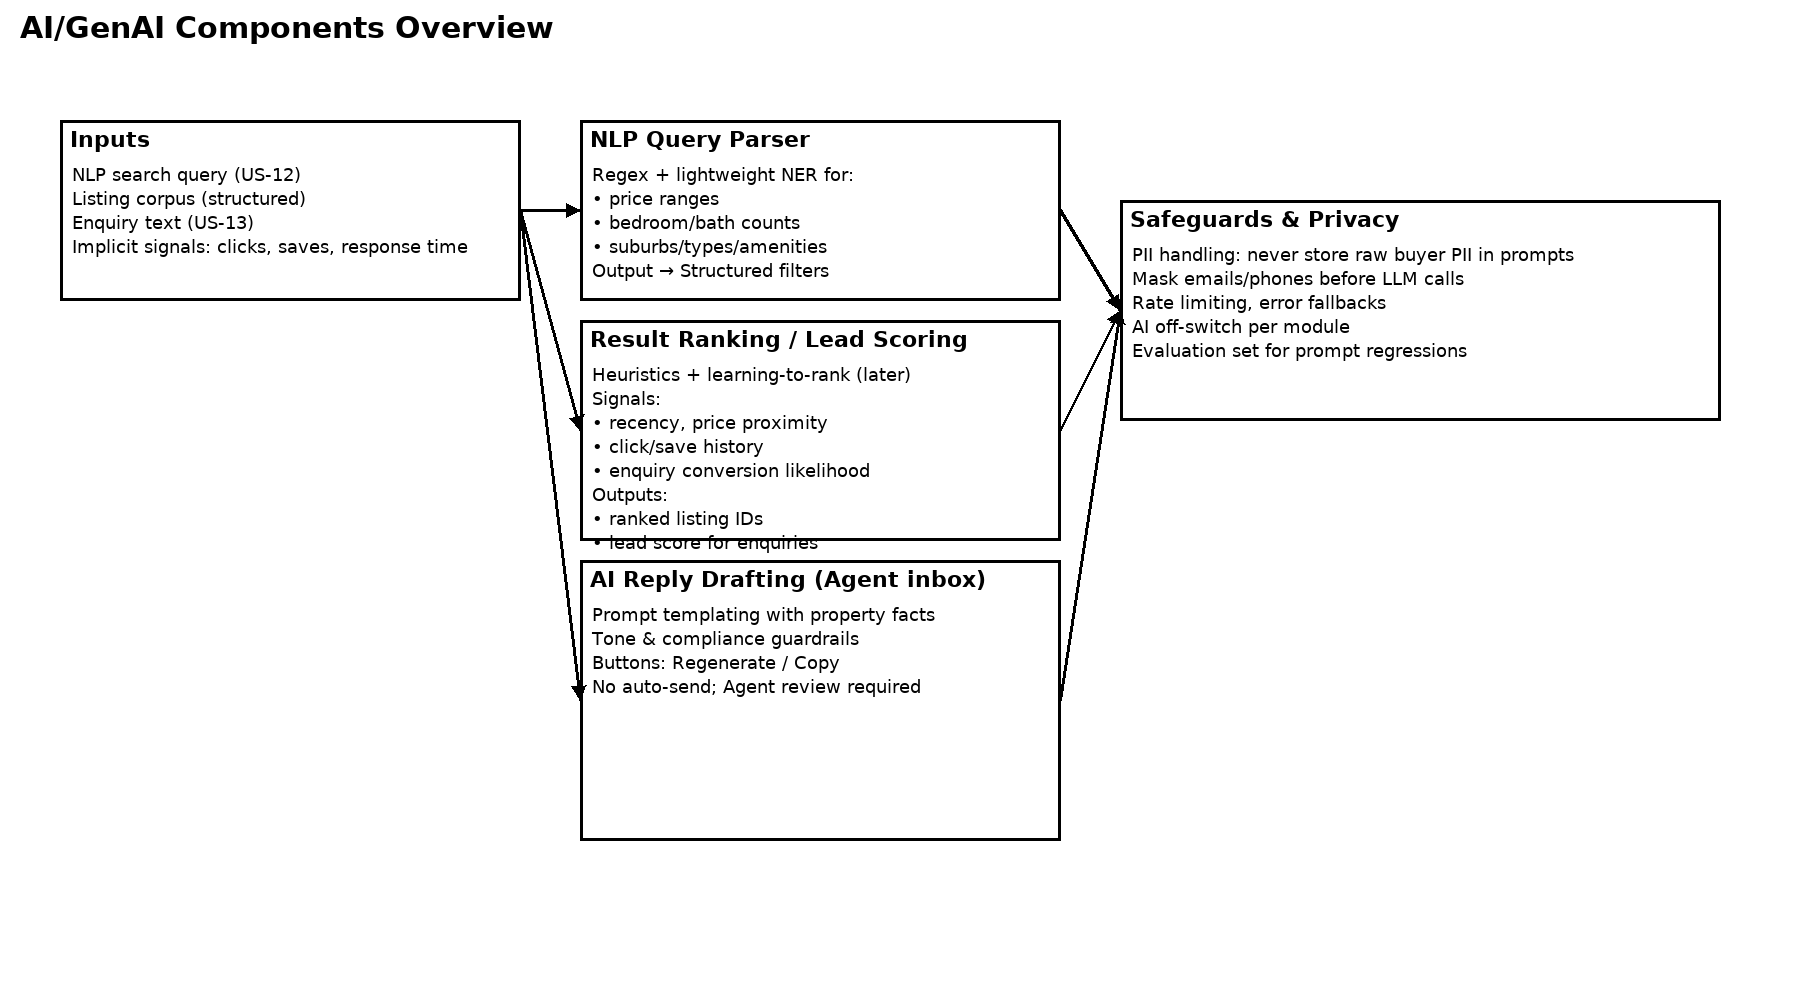 AI/GenAI Components Overview
Inputs
NLP search query (US-12)
Listing corpus (structured)
Enquiry text (US-13)
Implicit signals: clicks, saves, response time
NLP Query Parser
Regex + lightweight NER for:
• price ranges
• bedroom/bath counts
• suburbs/types/amenities
Output → Structured filters
Result Ranking / Lead Scoring
Heuristics + learning-to-rank (later)
Signals:
• recency, price proximity
• click/save history
• enquiry conversion likelihood
Outputs:
• ranked listing IDs
• lead score for enquiries
AI Reply Drafting (Agent inbox)
Prompt templating with property facts
Tone & compliance guardrails
Buttons: Regenerate / Copy
No auto-send; Agent review required
Safeguards & Privacy
PII handling: never store raw buyer PII in prompts
Mask emails/phones before LLM calls
Rate limiting, error fallbacks
AI off-switch per module
Evaluation set for prompt regressions